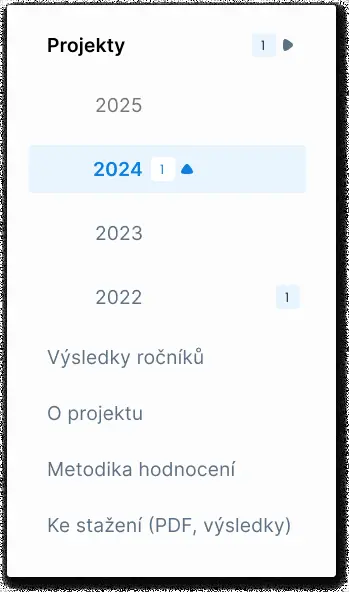 Projekty 1
2025
2024 1
2023
2022 1
Výsledky ročníků
O projektu
Metodika hodnocení
Ke stažení (PDF, výsledky)